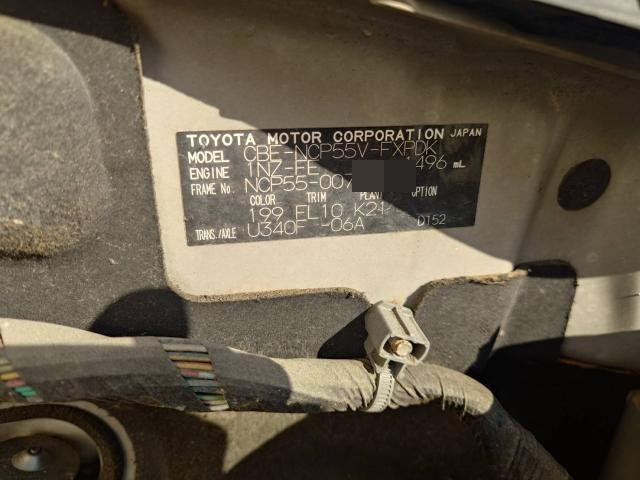 TOYOTA MOTOR CORPORATION JAPAN
MODEL CBE-NCP55V-FXPDK
ENGINE 1NZ-FE 1496 mL
FRAME No. NCP55-007
COLOR TRIM PLANT OPTION
199 EL10 K24
TRANS./AXLE U340F -06A D152